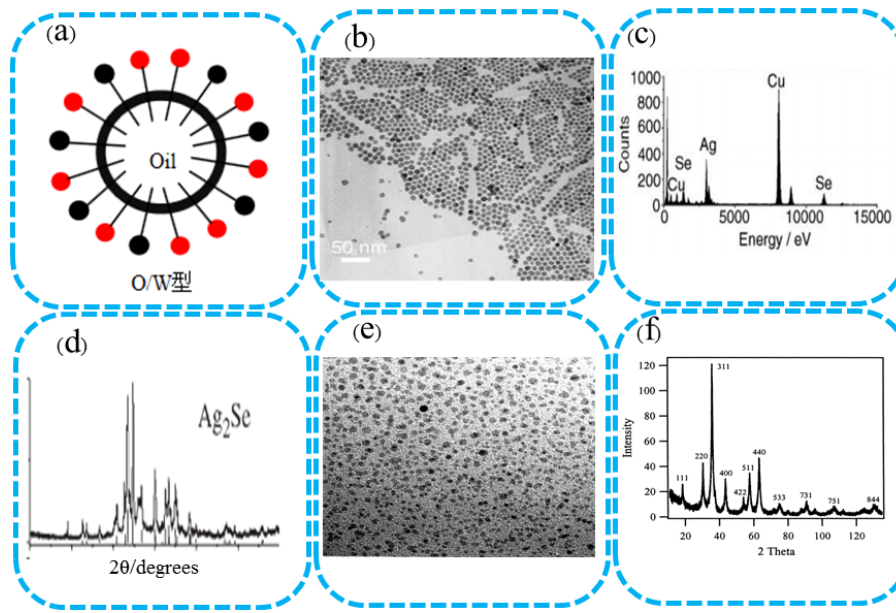 (a)
Oil
O/W型
(b)
50 nm
(c)
Counts
1000
800
600
400
200
0
Cu
Ag
Se
Cu
Se
0
5000
10000
15000
Energy / eV
(d)
Ag₂Se
2θ/degrees
(e)
(f)
Intensity
120
100
80
60
40
20
0
111
220
311
400
422
511
440
533
731
751
844
20
40
60
80
100
120
2 Theta